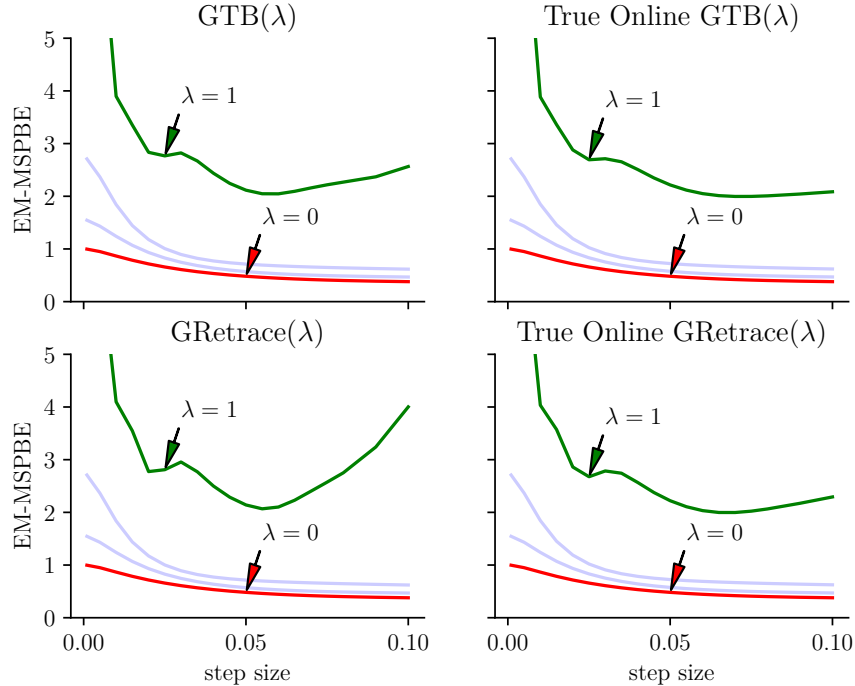 GTB(λ)
True Online GTB(λ)
EM-MSPBE
5
4
3
2
1
0
λ = 1
λ = 0
λ = 1
λ = 0
GRetrace(λ)
True Online GRetrace(λ)
EM-MSPBE
5
4
3
2
1
0
λ = 1
λ = 0
λ = 1
λ = 0
0.00 0.05 0.10
step size
0.00 0.05 0.10
step size